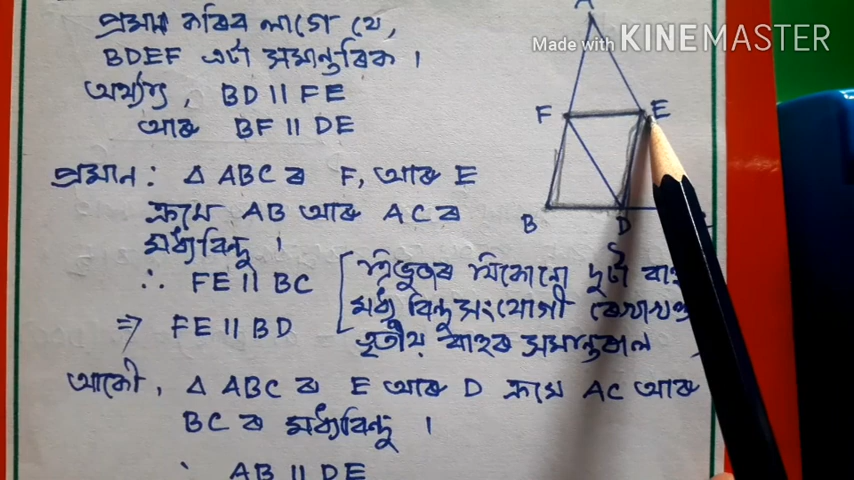 A
প্ৰমাণ কৰিব লাগে যে,
Made with KINEMASTER
BDEF এটা সমান্তৰিক ।
অৰ্থাৎ, BD || FE
আৰু BF || DE
F E
B D
প্ৰমান : Δ ABC ৰ F, আৰু E
ক্ৰমে AB আৰু AC ৰ
মধ্যবিন্দু ।
∴ FE || BC [ ত্ৰিভুজৰ যিকোনো দুটা
⇒ FE || BD মধ্য বিন্দু সংযোগী ৰেখাখণ্ড
তৃতীয় বাহুৰ সমান্তৰাল
আকৌ, Δ ABC ৰ E আৰু D ক্ৰমে AC আৰু
BC ৰ মধ্যবিন্দু ।
AB || DE